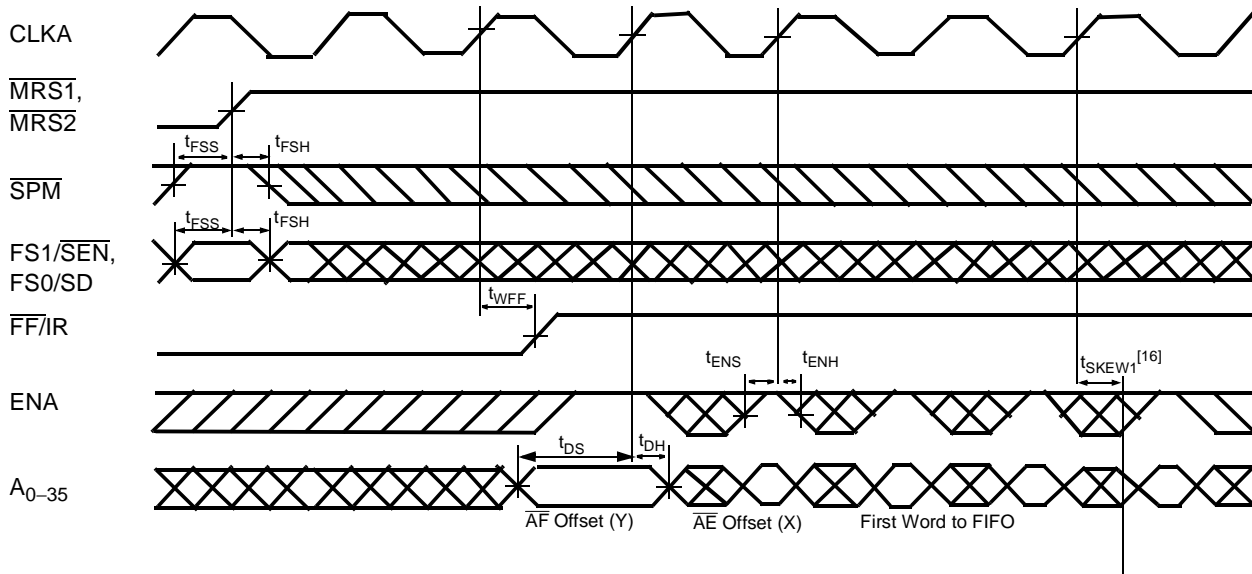 CLKA
MRS1,
MRS2
tFSS tFSH
SPM
tFSS tFSH
FS1/SEN,
FS0/SD
tWFF
FF/IR
tENS tENH tSKEW1[16]
ENA
tDS tDH
A0–35
AF Offset (Y) AE Offset (X) First Word to FIFO